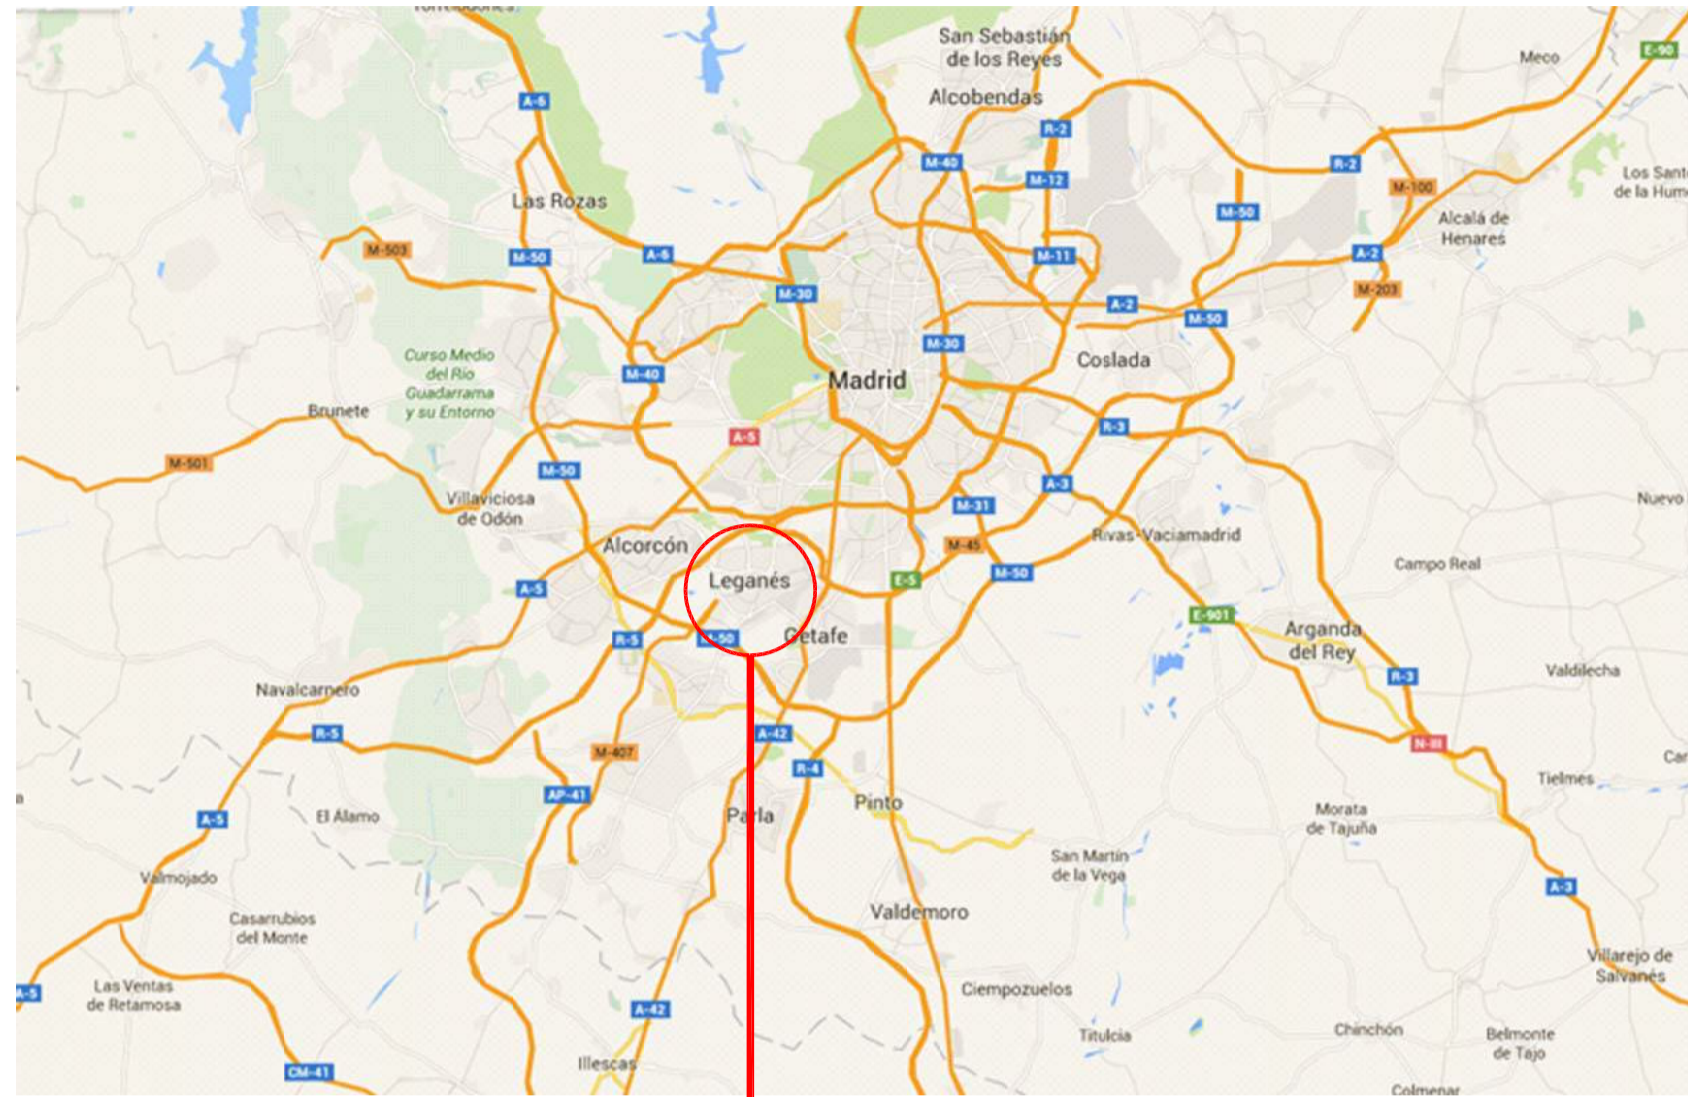 Torrelodones
San Sebastián
de los Reyes
Meco
E-90
Alcobendas
A-6
R-2
M-40
R-2
M-12
M-100
Los Sant
de la Hum
Las Rozas
M-50
Alcalá de
Henares
M-503
M-50
A-6
M-11
A-2
M-30
M-203
A-2
M-50
M-30
Curso Medio
del Río
Guadarrama
y su Entorno
Coslada
M-40
Madrid
Brunete
R-3
A-5
M-501
M-50
A-3
Villaviciosa
de Odón
Nuevo
M-31
Rivas-Vaciamadrid
Alcorcón
M-45
Campo Real
Leganés
E-5
M-50
A-5
E-901
R-5
M-50
Getafe
Arganda
del Rey
Valdilecha
R-3
Navalcarnero
R-5
A-42
N-III
M-407
Car
R-4
Tielmes
AP-41
Pinto
a
A-5
El Álamo
Parla
Morata
de Tajuña
San Martín
de la Vega
Valmojado
A-3
Casarrubios
del Monte
Valdemoro
Villarejo de
Salvanés
A-5
Las Ventas
de Retamosa
Ciempozuelos
A-42
Titulcia
Chinchón
Belmonte
de Tajo
Illescas
CM-41
Colmenar